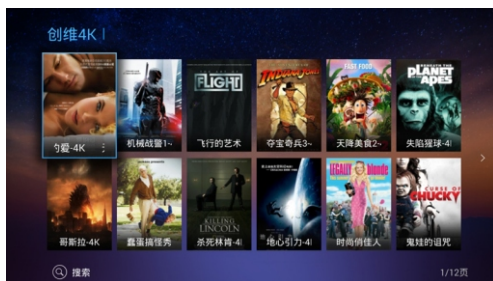 创维4K
的爱-4K
机械战警1~
FLIGHT
飞行的艺术
夺宝奇兵3~
天降美食2~
BENEATH THE
PLANET
APES
失陷猩球-4
哥斯拉-4K
蠢蛋搞怪秀
KILLING
LINCOLN
杀死林肯-4
地心引力-4
LEGALLY blonde
时尚俏佳人
CURSE OF
CHUCKY
鬼娃的诅咒
搜索
1/12页